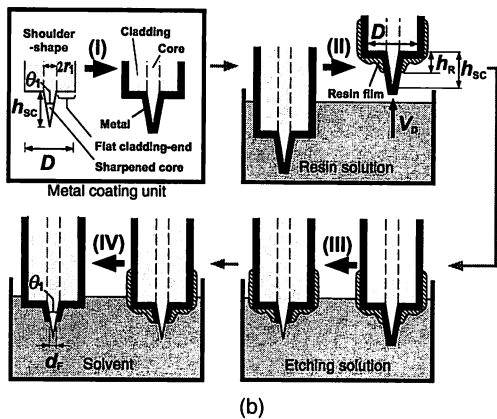 Shoulder
-shape
2r₁
(I)
Cladding
Core
θ₁
hSC
Metal
Flat cladding-end
D
Sharpened core
Metal coating unit
(II)
D
hR
hSC
Resin film
VD
Resin solution
(IV)
(III)
θ₁
dF
Solvent
Etching solution
(b)